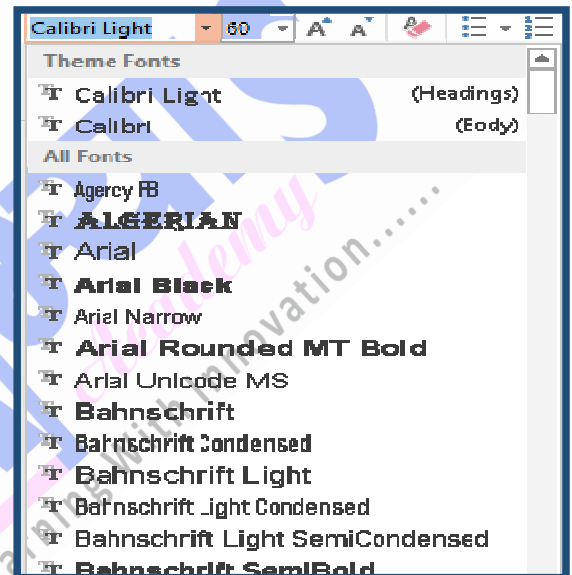 Calibri Light 60 A A
Theme Fonts
Calibri Light (Headings)
Calibri (Body)
All Fonts
Agency FB
ALGERIAN
Arial
Arial Black
Arial Narrow
Arial Rounded MT Bold
Arial Unicode MS
Bahnschrift
Bahnschrift Condensed
Bahnschrift Light
Bahnschrift Light Condensed
Bahnschrift Light SemiCondensed
Bahnschrift SemiBold
Academy
Learning With Innovation......